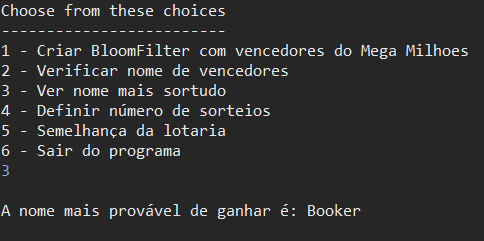 Choose from these choices
-------------------------
1 - Criar BloomFilter com vencedores do Mega Milhoes
2 - Verificar nome de vencedores
3 - Ver nome mais sortudo
4 - Definir número de sorteios
5 - Semelhança da lotaria
6 - Sair do programa
3
A nome mais provável de ganhar é: Booker